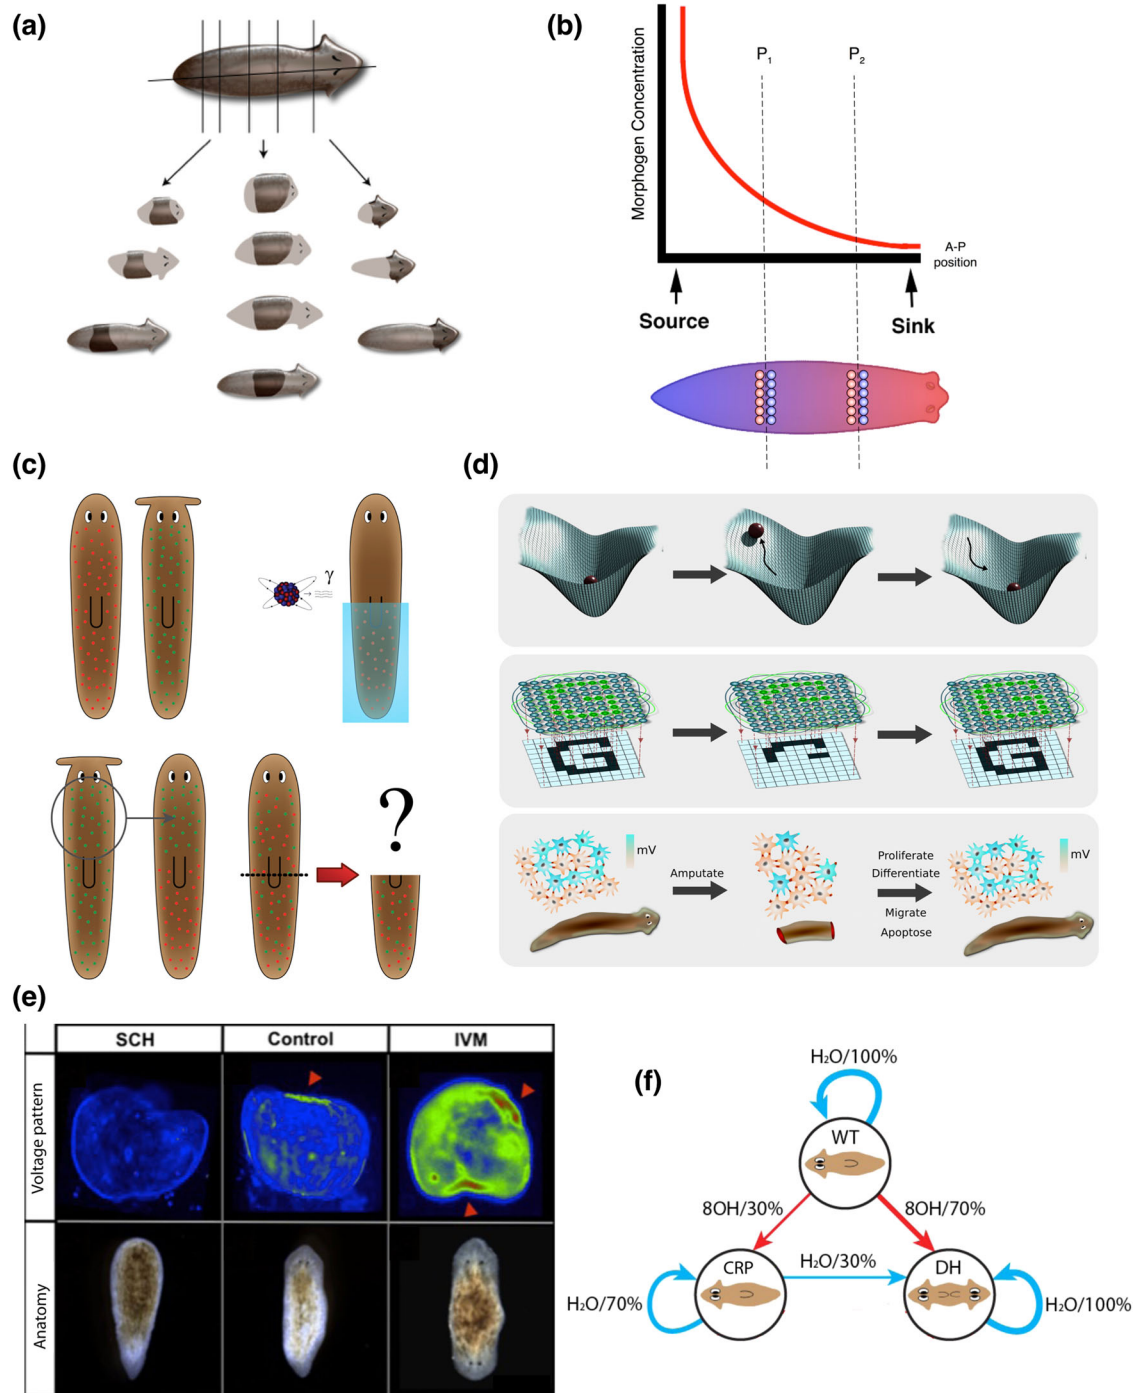 (a)
(b)
Morphogen Concentration
P1
P2
A-P
position
Source
Sink
(c)
γ
?
(d)
mV
Amputate
Proliferate
Differentiate
Migrate
Apoptose
mV
(e)
SCH
Control
IVM
Voltage pattern
Anatomy
(f)
H₂O/100%
WT
8OH/30%
8OH/70%
CRP
H₂O/30%
DH
H₂O/70%
H₂O/100%